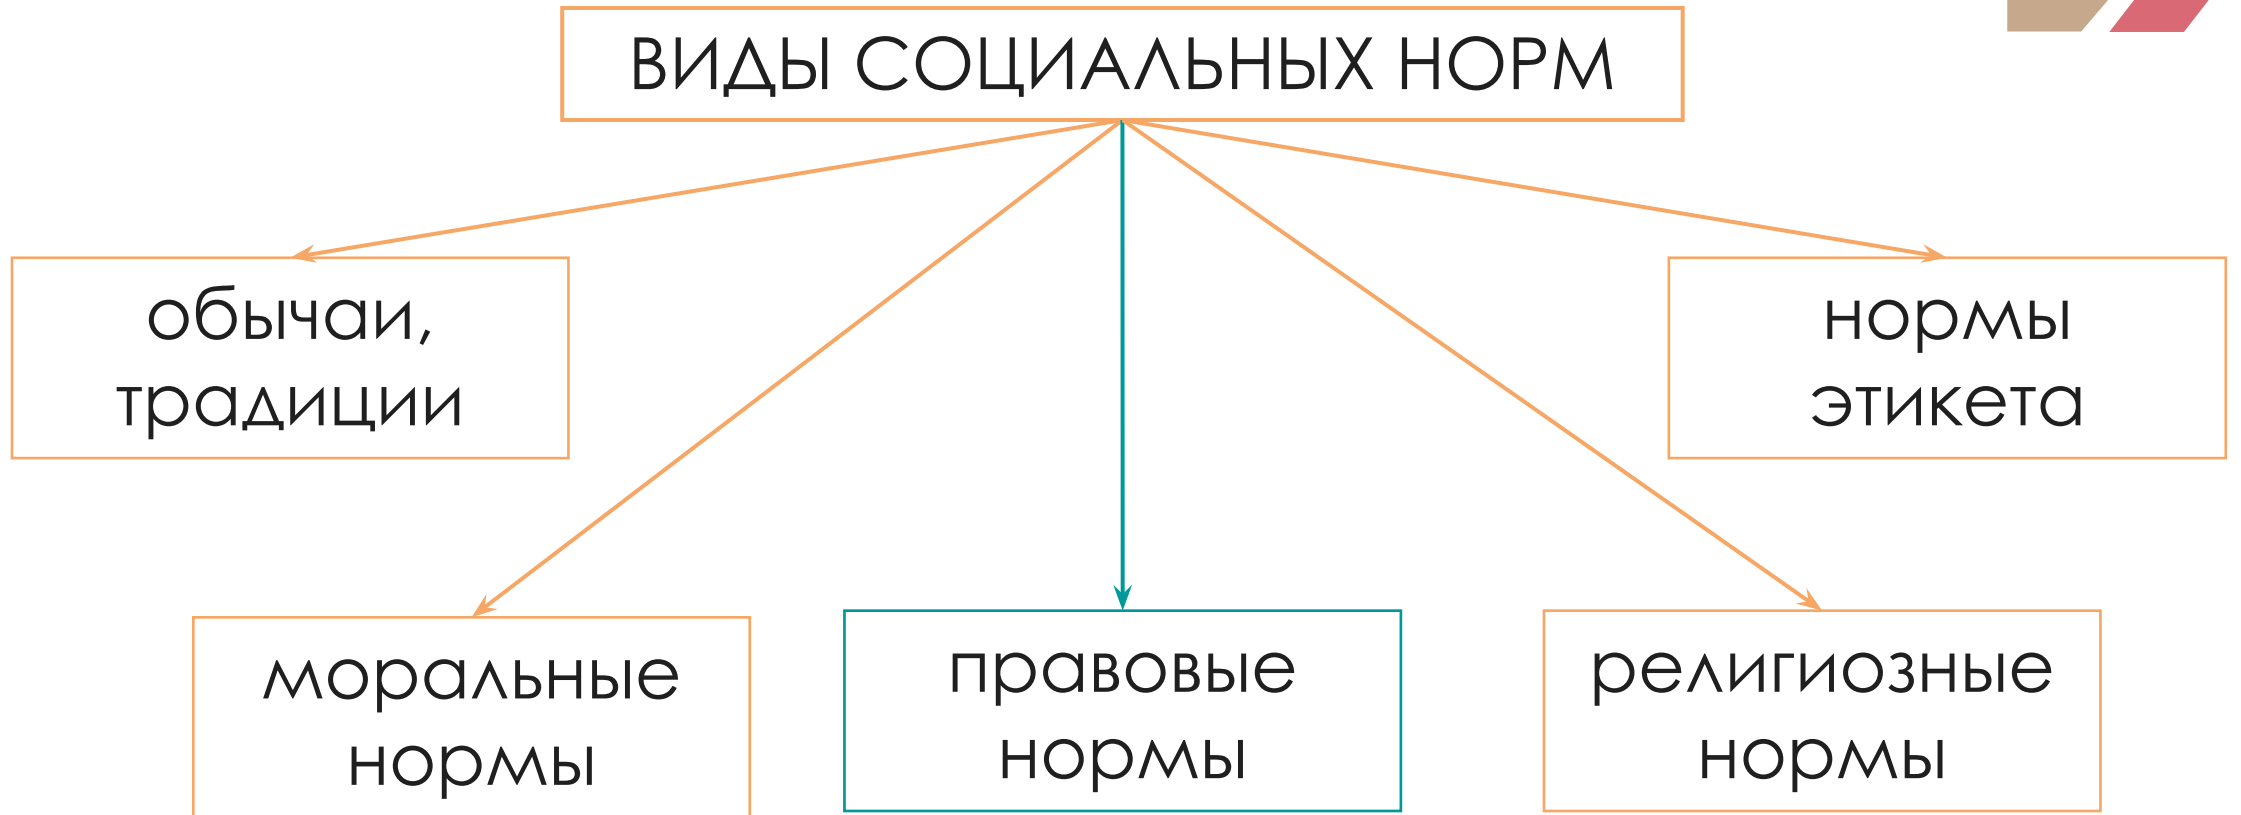 ВИДЫ СОЦИАЛЬНЫХ НОРМ
обычаи,
традиции
нормы
этикета
моральные
нормы
правовые
нормы
религиозные
нормы